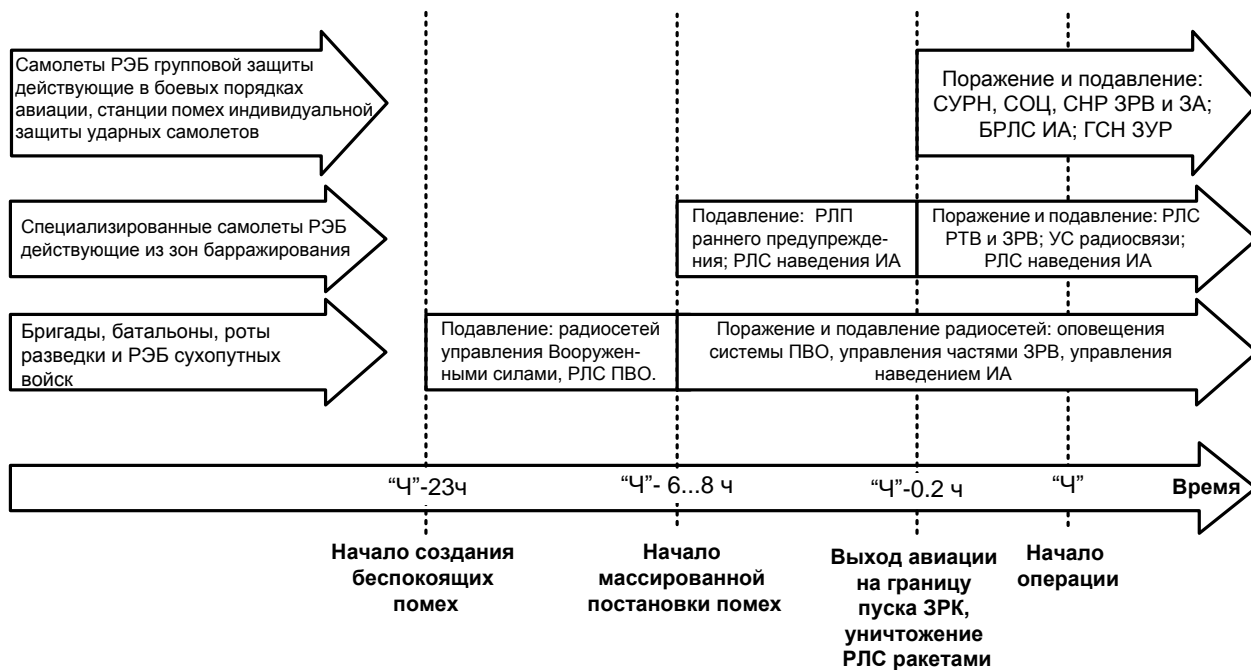 Самолеты РЭБ групповой защиты
действующие в боевых порядках
авиации, станции помех индивидуальной
защиты ударных самолетов
Поражение и подавление:
СУРН, СОЦ, СНР ЗРВ и ЗА;
БРЛС ИА; ГСН ЗУР
Специализированные самолеты РЭБ
действующие из зон барражирования
Подавление: РЛП
раннего предупрежде-
ния; РЛС наведения ИА
Поражение и подавление: РЛС
РТВ и ЗРВ; УС радиосвязи;
РЛС наведения ИА
Бригады, батальоны, роты
разведки и РЭБ сухопутных
войск
Подавление: радиосетей
управления Вооружен-
ными силами, РЛС ПВО.
Поражение и подавление радиосетей: оповещения
системы ПВО, управления частями ЗРВ, управления
наведением ИА
“Ч”-23ч
“Ч”- 6...8 ч
“Ч”-0.2 ч
“Ч”
Время
Начало создания
беспокоящих
помех
Начало
массированной
постановки помех
Выход авиации
на границу
пуска ЗРК,
уничтожение
РЛС ракетами
Начало
операции